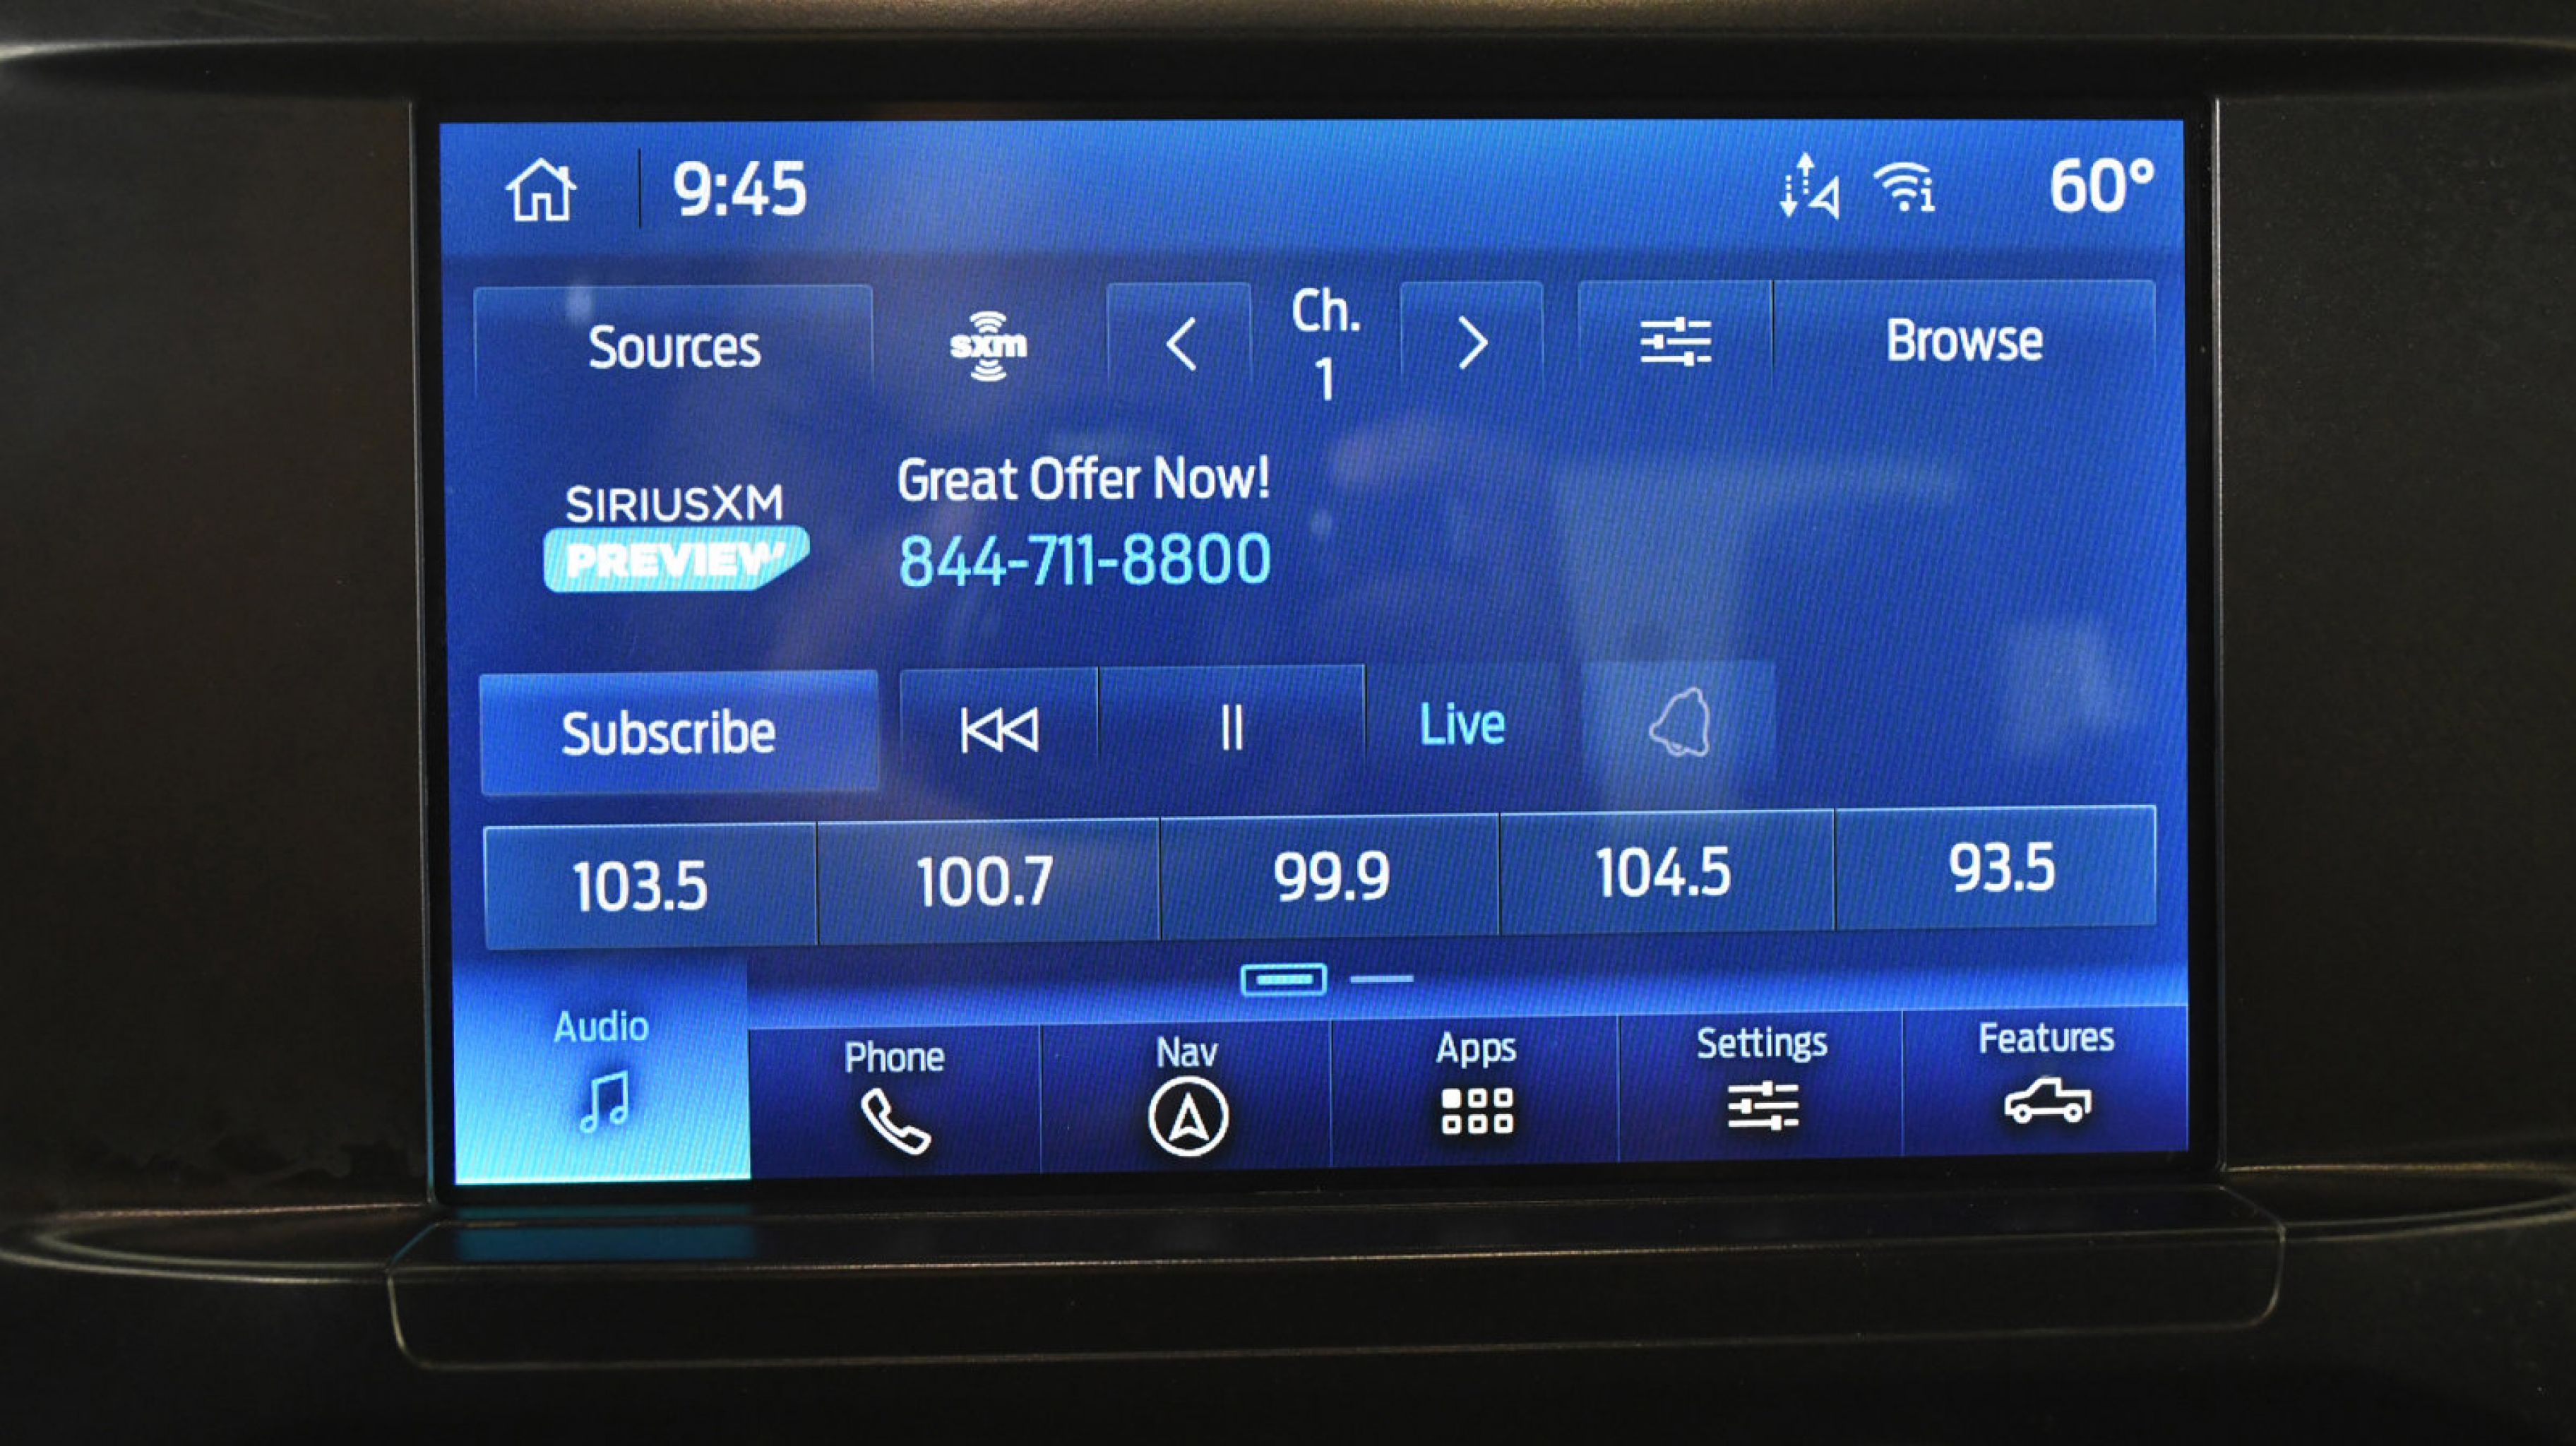 9:45
60°
Sources
sxm
Ch.
1
Browse
SIRIUSXM
PREVIEW
Great Offer Now!
844-711-8800
Subscribe
Live
103.5
100.7
99.9
104.5
93.5
Audio
Phone
Nav
Apps
Settings
Features